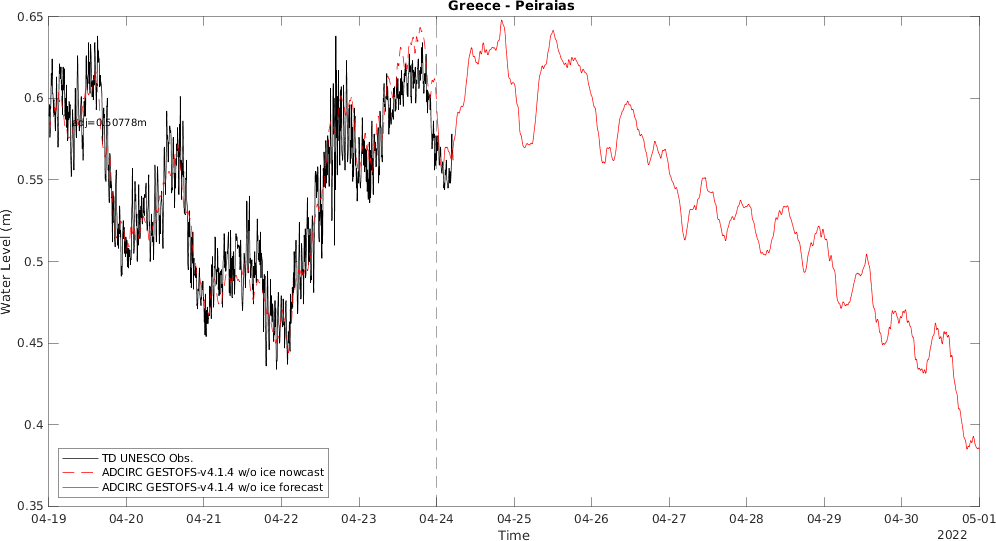 Greece - Peiraias
0.65
0.6
0.55
0.5
0.45
0.4
0.35
Water Level (m)
adj=0.50778m
TD UNESCO Obs.
ADCIRC GESTOFS-v4.1.4 w/o ice nowcast
ADCIRC GESTOFS-v4.1.4 w/o ice forecast
04-19 04-20 04-21 04-22 04-23 04-24 04-25 04-26 04-27 04-28 04-29 04-30 05-01
Time
2022